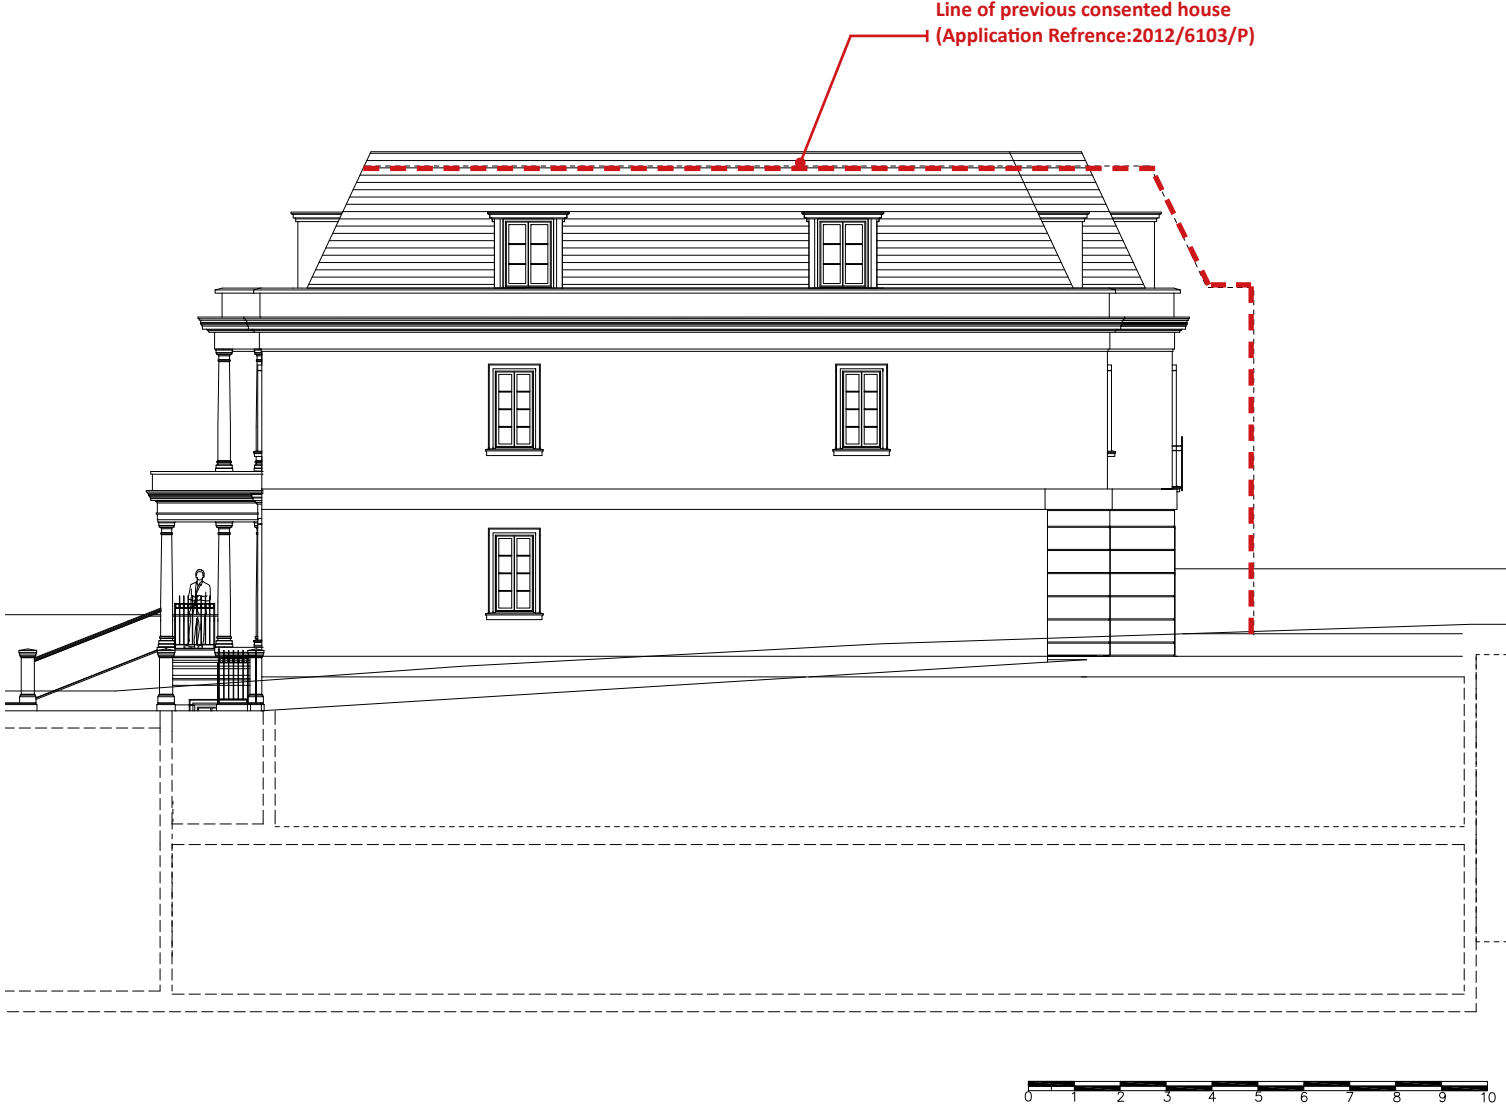 Line of previous consented house
(Application Refrence:2012/6103/P)
0 1 2 3 4 5 6 7 8 9 10